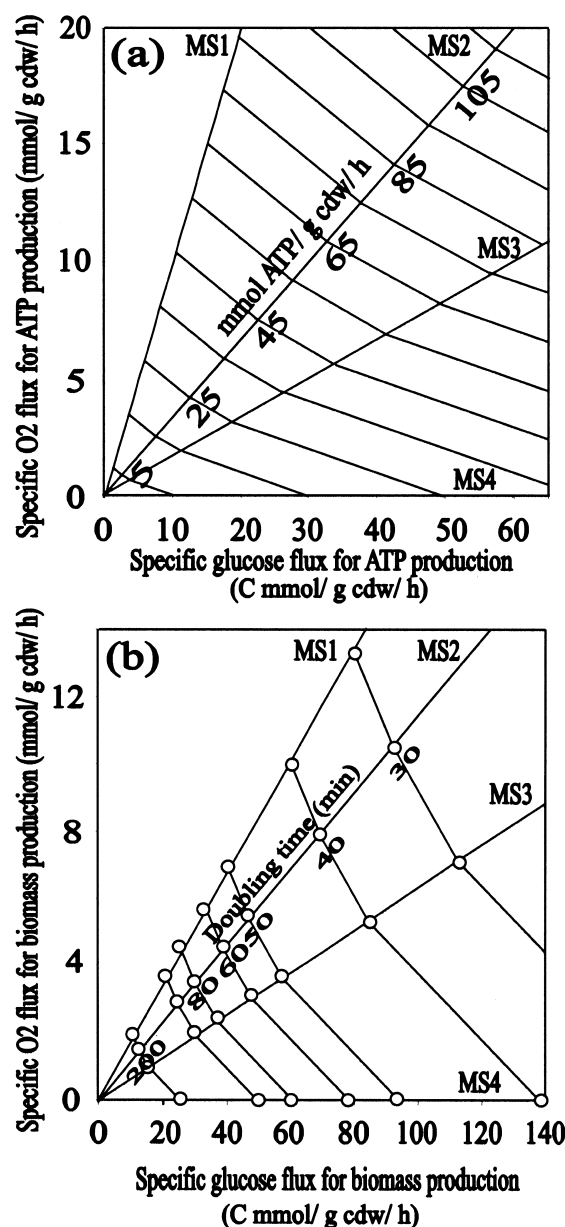 (a)
MS1
MS2
MS3
MS4
20
15
10
5
0
Specific O2 flux for ATP production (mmol/ g cdw/ h)
mmol ATP/ g cdw/ h
5
25
45
65
85
105
0 10 20 30 40 50 60
Specific glucose flux for ATP production
(C mmol/ g cdw/ h)
(b)
MS1
MS2
MS3
MS4
12
8
4
0
Specific O2 flux for biomass production (mmol/ g cdw/ h)
Doubling time (min)
200
80
60
50
40
30
0 20 40 60 80 100 120 140
Specific glucose flux for biomass production
(C mmol/ g cdw/ h)